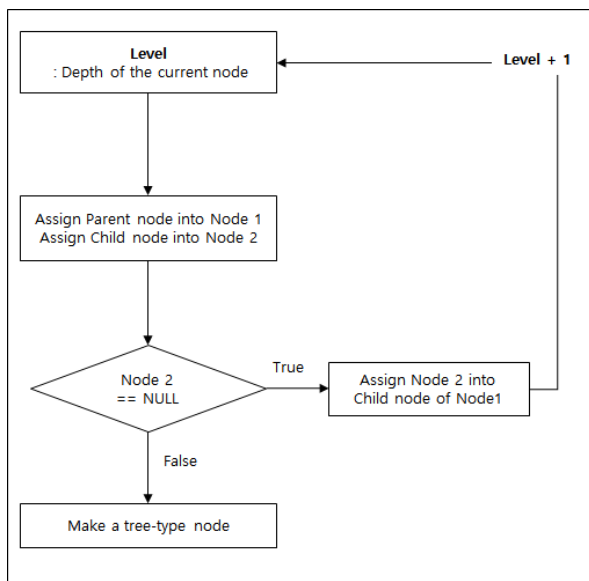 Level
: Depth of the current node
Level + 1
Assign Parent node into Node 1
Assign Child node into Node 2
Node 2
== NULL
True
Assign Node 2 into
Child node of Node1
False
Make a tree-type node